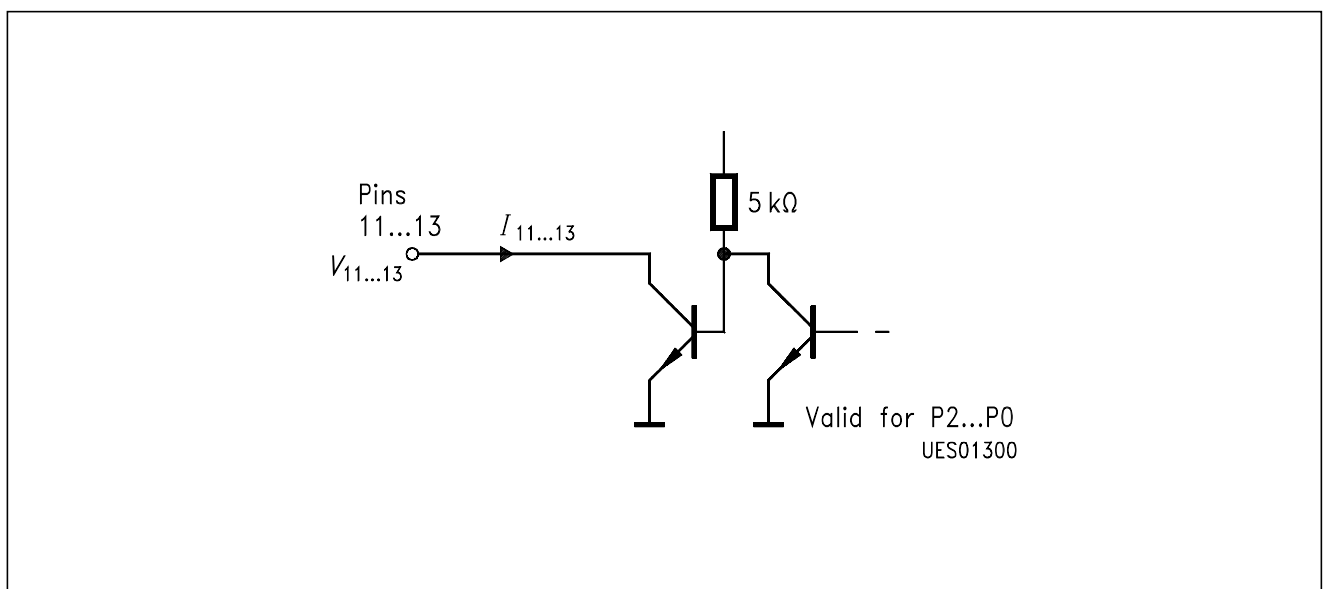 Pins
11...13
I 11...13
V11...13
5 kΩ
Valid for P2...P0
UES01300